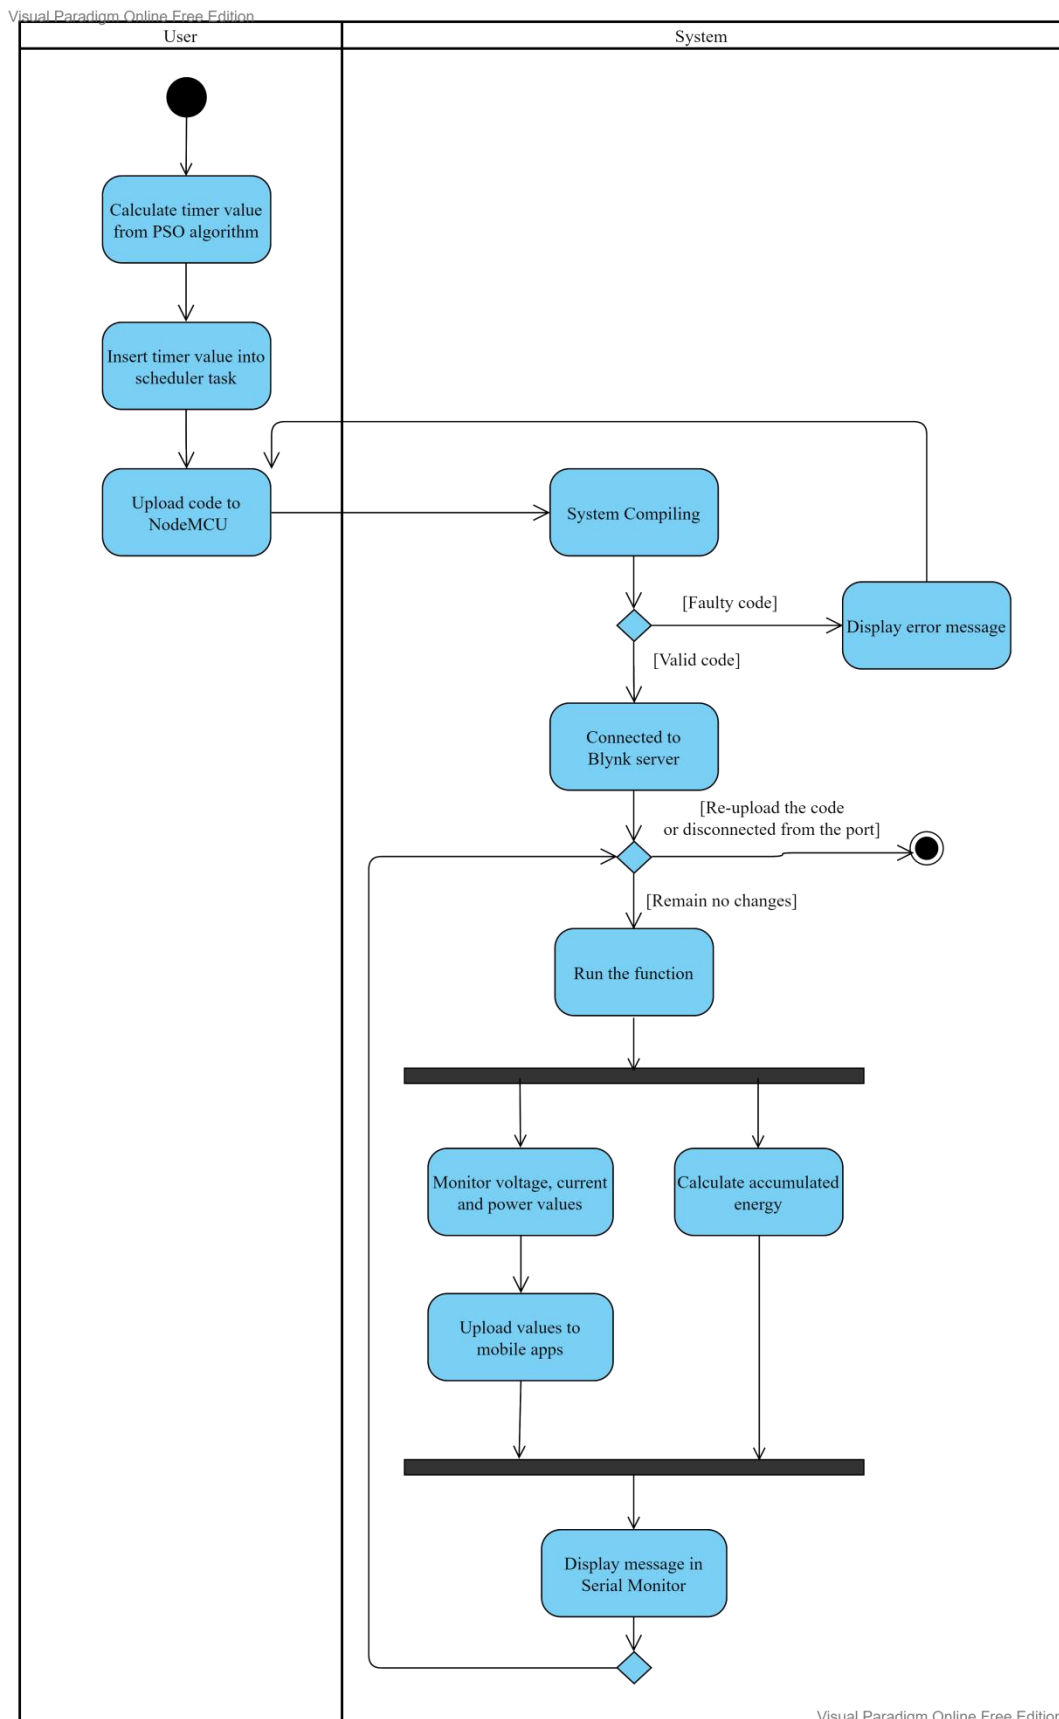 Visual Paradigm Online Free Edition
User
System
Calculate timer value
from PSO algorithm
Insert timer value into
scheduler task
Upload code to
NodeMCU
System Compiling
[Faulty code]
Display error message
[Valid code]
Connected to
Blynk server
[Re-upload the code
or disconnected from the port]
[Remain no changes]
Run the function
Monitor voltage, current
and power values
Calculate accumulated
energy
Upload values to
mobile apps
Display message in
Serial Monitor
Visual Paradigm Online Free Edition